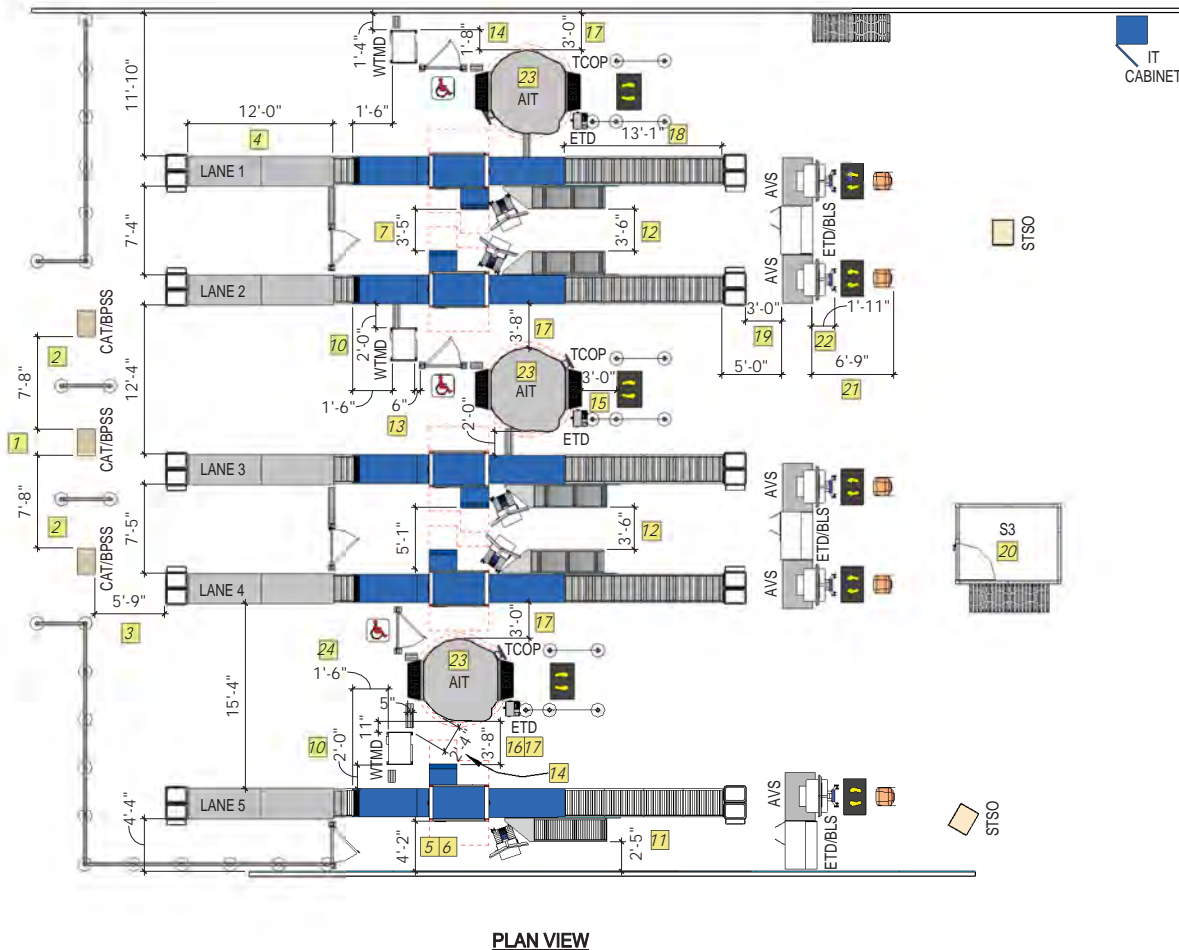 1'-4"
WTMD
14
1'-8"
3'-0"
17
TCOP
IT
CABINET
11'-10"
23
AIT
ENTER
EXIT
12'-0"
4
1'-6"
ETD
13'-1"
18
LANE 1
AVS
7'-4"
7
3'-5"
3'-6"
12
ETD/BLS
STSO
LANE 2
AVS
CAT/BPSS
10
2'-0"
WTMD
3'-8"
17
3'-0"
19
1'-11"
22
2
7'-8"
12'-4"
23
AIT
ENTER
EXIT
TCOP
5'-0"
6'-9"
21
1'-6"
6"
13
3'-0"
15
1
CAT/BPSS
2'-0"
ETD
LANE 3
AVS
7'-8"
2
7'-5"
5'-1"
3'-6"
12
ETD/BLS
S3
20
CAT/BPSS
LANE 4
AVS
5'-9"
3
3'-0"
17
24
1'-6"
23
AIT
ENTER
EXIT
TCOP
15'-4"
5"
11"
ETD
10
2'-0"
WTMD
2'-4"
3'-8"
16 17
14
LANE 5
AVS
4'-4"
4'-2"
5 6
2'-5"
11
ETD/BLS
STSO
PLAN VIEW